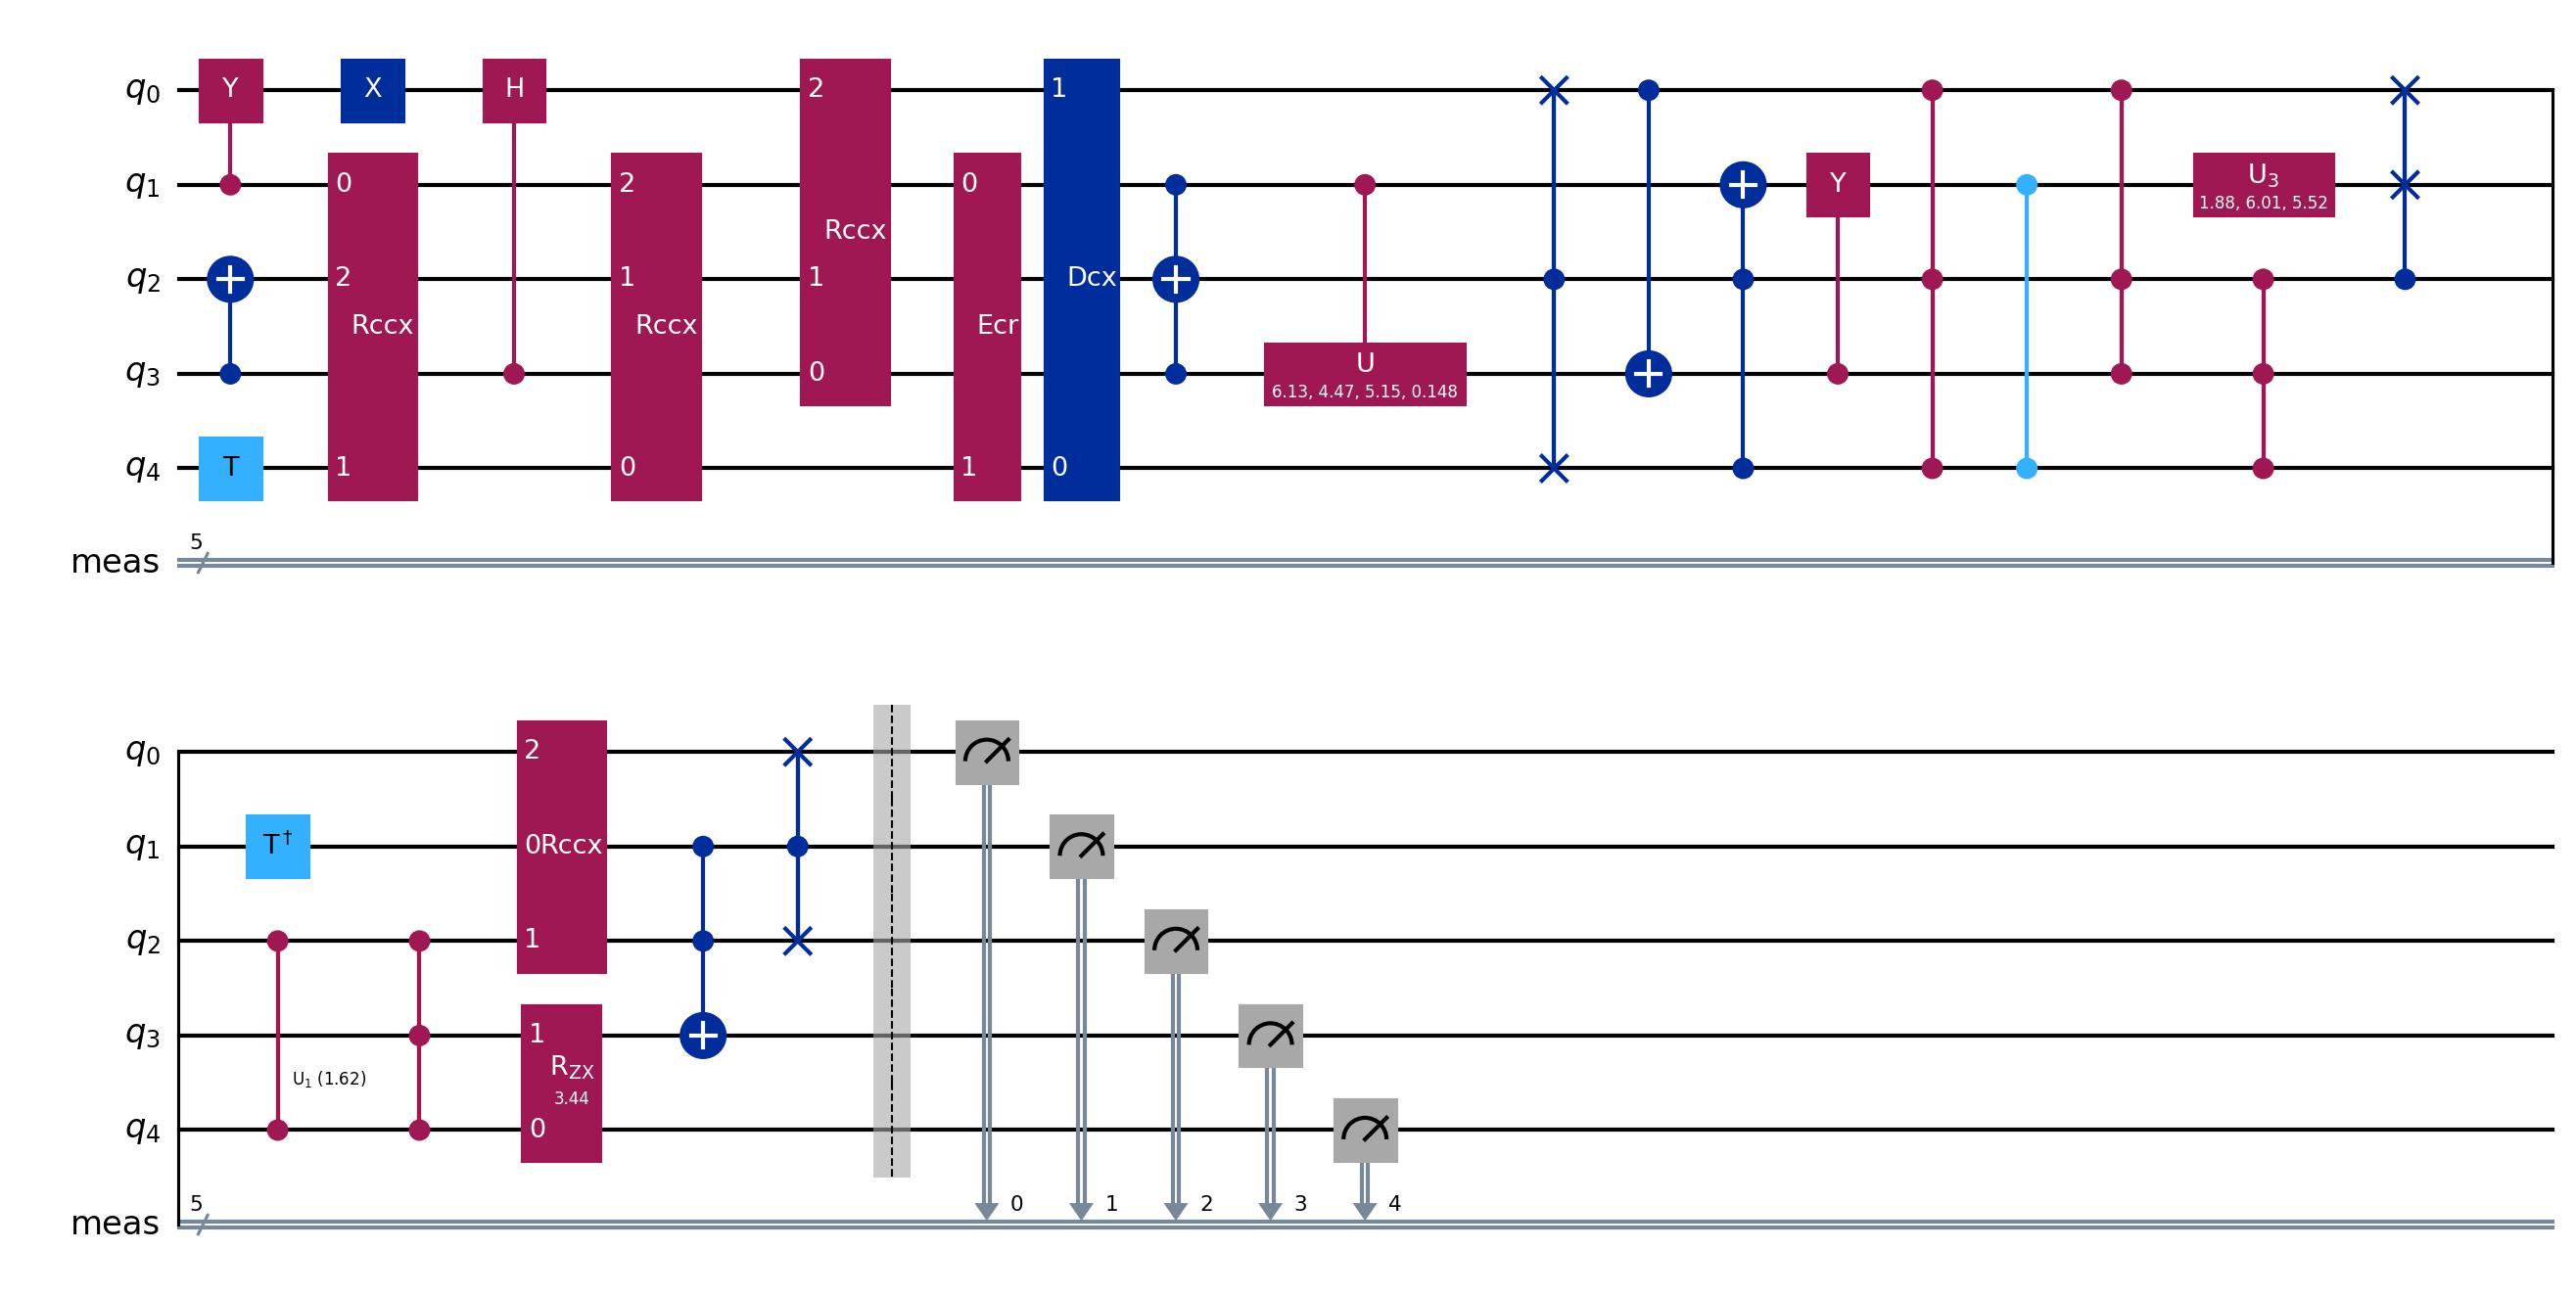 q0 Y X H 2 1
q1 0 2 0 Y U3
1.88, 6.01, 5.52
Rccx
q2 2 1 1 Dcx
Rccx Rccx Ecr
q3 0 U
6.13, 4.47, 5.15, 0.148
q4 T 1 0 1 0
5
meas
q0 2
q1 T† 0Rccx
q2 1
q3 1
RZX
U1 (1.62)
3.44
q4 0
5 0 1 2 3 4
meas